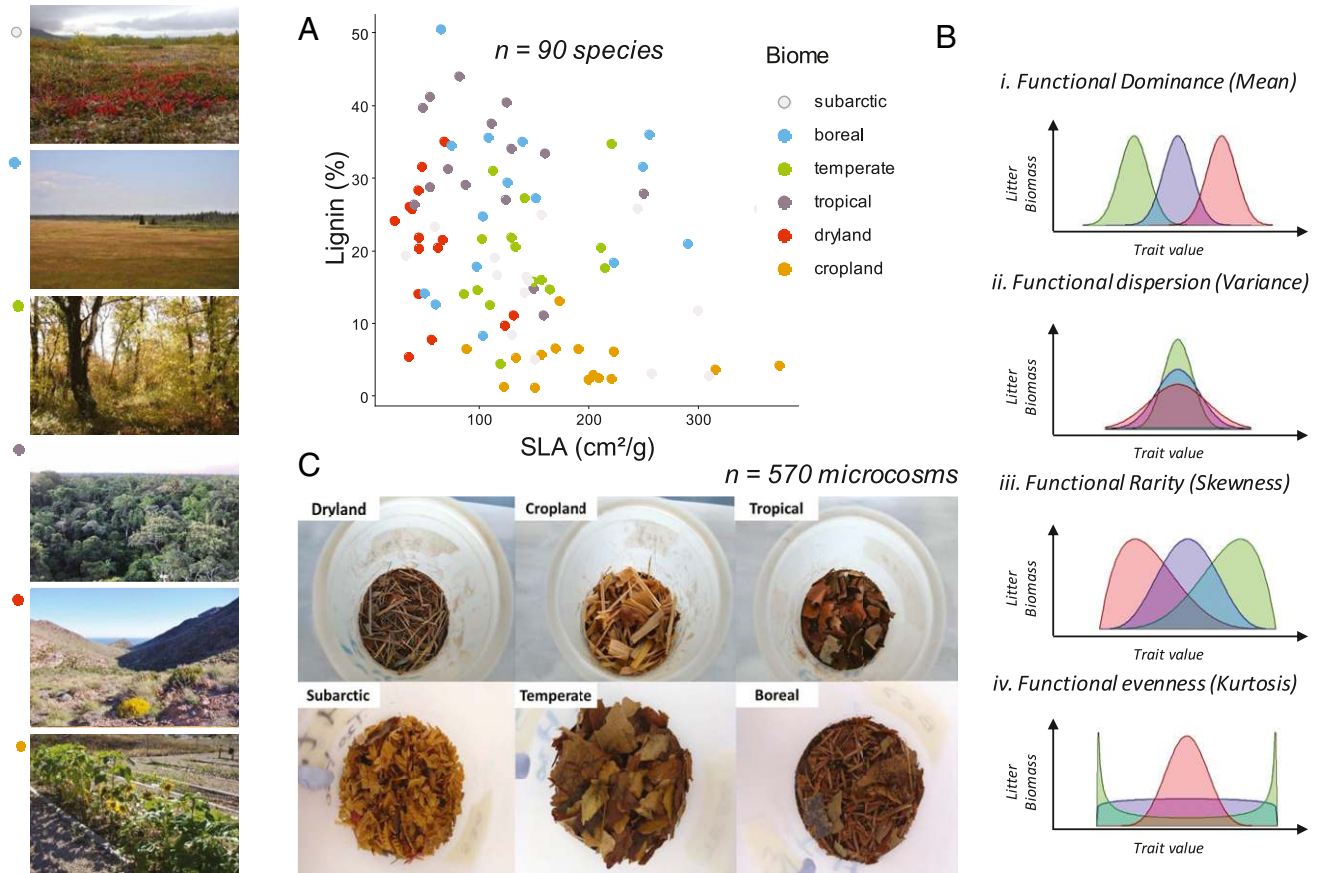 A
n = 90 species
Lignin (%)
50
40
30
20
10
0
100
200
300
SLA (cm²/g)
Biome
subarctic
boreal
temperate
tropical
dryland
cropland
B
i. Functional Dominance (Mean)
Litter
Biomass
Trait value
ii. Functional dispersion (Variance)
Litter
Biomass
Trait value
iii. Functional Rarity (Skewness)
Litter
Biomass
Trait value
iv. Functional evenness (Kurtosis)
Litter
Biomass
Trait value
C
n = 570 microcosms
Dryland
Cropland
Tropical
Subarctic
Temperate
Boreal